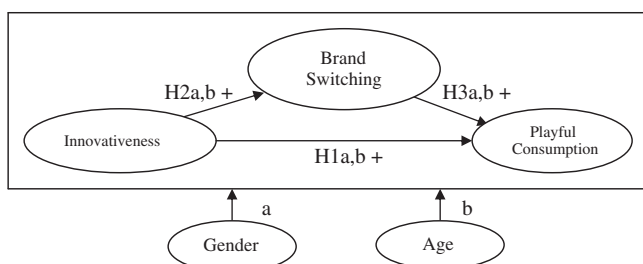 Brand
Switching
H2a,b +
H3a,b +
Innovativeness
Playful
Consumption
H1a,b +
a
b
Gender
Age